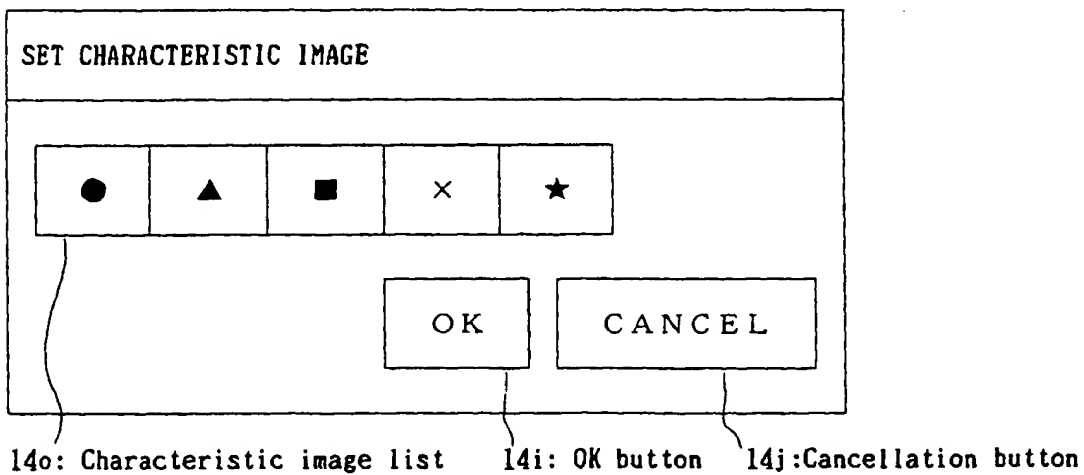 SET CHARACTERISTIC IMAGE
OK CANCEL
14o: Characteristic image list 14i: OK button 14j:Cancellation button